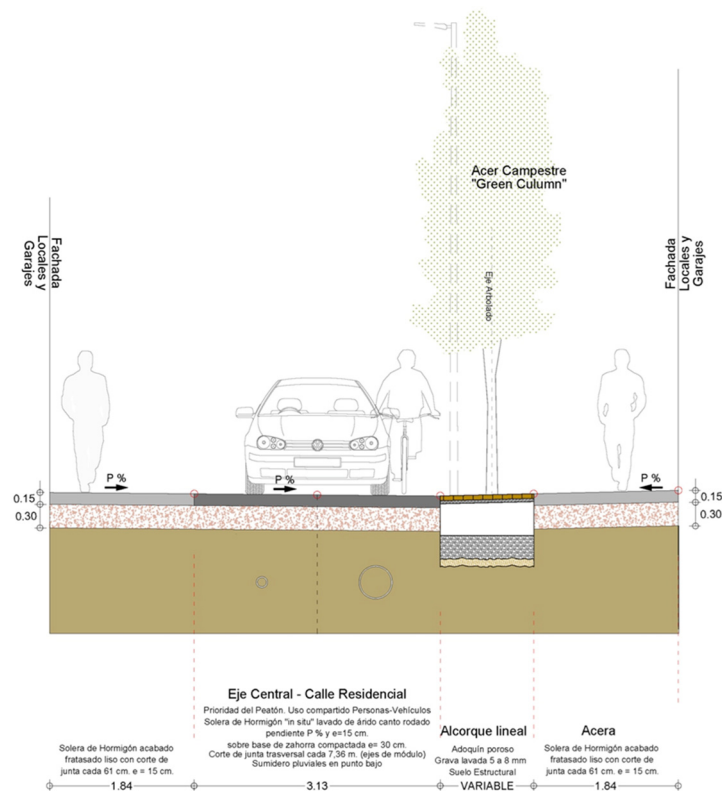 Acer Campestre
"Green Culumn"
Eje Arbolado
Fachada
Locales y
Garajes
Fachada
Locales y
Garajes
P %
P %
P %
0.15
0.30
0.15
0.30
Eje Central - Calle Residencial
Prioridad del Peatón. Uso compartido Personas-Vehículos
Solera de Hormigón "in situ" lavado de árido canto rodado
pendiente P % y e=15 cm.
sobre base de zahorra compactada e= 30 cm.
Corte de junta trasversal cada 7,36 m. (ejes de módulo)
Sumidero pluviales en punto bajo
Solera de Hormigón acabado
fratasado liso con corte de
junta cada 61 cm. e = 15 cm.
Alcorque lineal
Adoquín poroso
Grava lavada 5 a 8 mm
Suelo Estructural
Acera
Solera de Hormigón acabado
fratasado liso con corte de
junta cada 61 cm. e = 15 cm.
1.84
3.13
VARIABLE
1.84